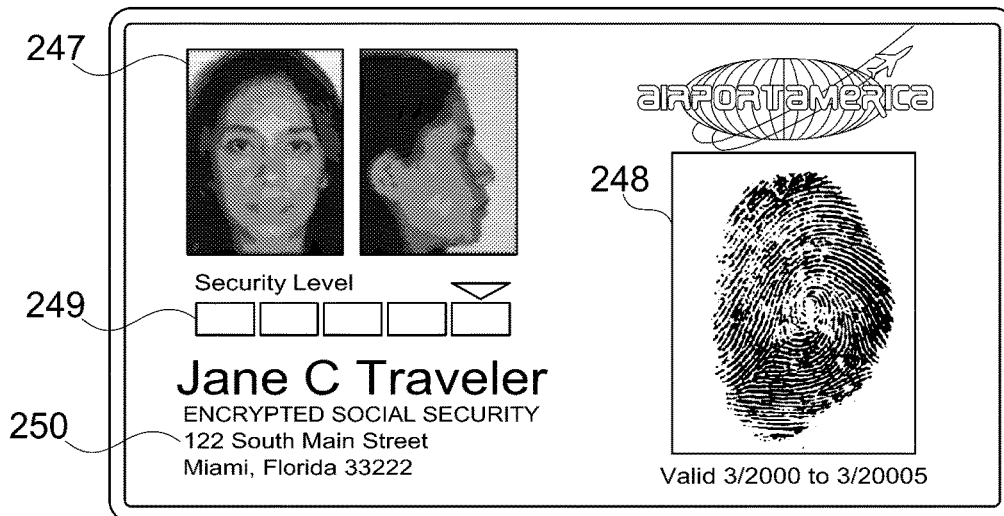 247
AIRPORTAMERICA
248
Security Level
249
Jane C Traveler
ENCRYPTED SOCIAL SECURITY
250
122 South Main Street
Miami, Florida 33222
Valid 3/2000 to 3/20005